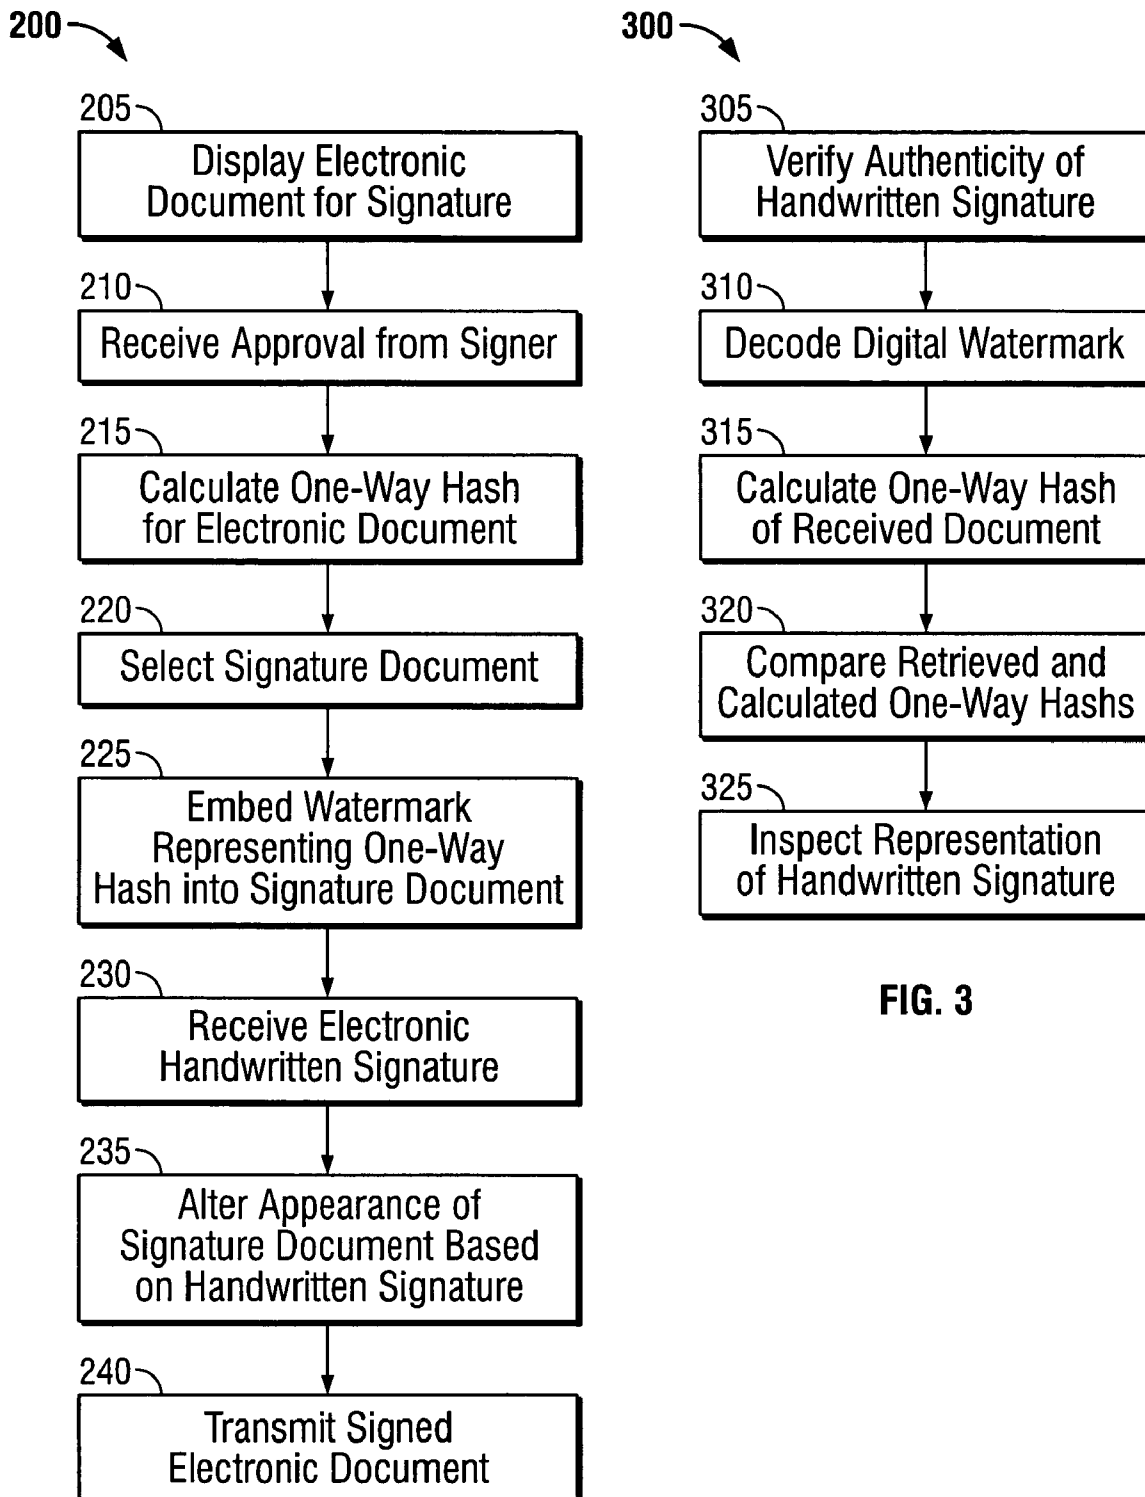 200
205
Display Electronic
Document for Signature
210
Receive Approval from Signer
215
Calculate One-Way Hash
for Electronic Document
220
Select Signature Document
225
Embed Watermark
Representing One-Way
Hash into Signature Document
230
Receive Electronic
Handwritten Signature
235
Alter Appearance of
Signature Document Based
on Handwritten Signature
240
Transmit Signed
Electronic Document
300
305
Verify Authenticity of
Handwritten Signature
310
Decode Digital Watermark
315
Calculate One-Way Hash
of Received Document
320
Compare Retrieved and
Calculated One-Way Hashs
325
Inspect Representation
of Handwritten Signature
FIG. 3